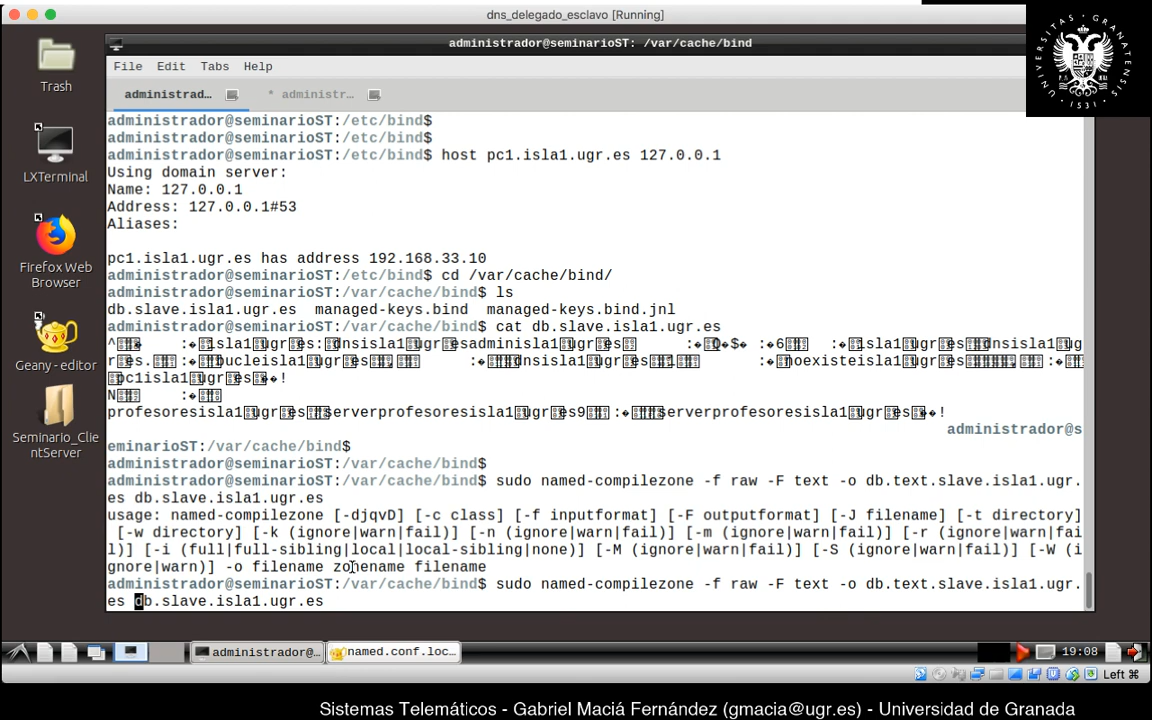 dns_delegado_esclavo [Running]
administrador@seminarioST: /var/cache/bind
UNIVERSITAS GRANATENSIS
1531
File Edit Tabs Help
administrad...
* administr...
Trash
LXTerminal
Firefox Web
Browser
Geany - editor
Seminario_Clie
ntServer
administrador@seminarioST:/etc/bind$
administrador@seminarioST:/etc/bind$
administrador@seminarioST:/etc/bind$ host pc1.isla1.ugr.es 127.0.0.1
Using domain server:
Name: 127.0.0.1
Address: 127.0.0.1#53
Aliases:
pc1.isla1.ugr.es has address 192.168.33.10
administrador@seminarioST:/etc/bind$ cd /var/cache/bind/
administrador@seminarioST:/var/cache/bind$ ls
db.slave.isla1.ugr.es managed-keys.bind managed-keys.bind.jnl
administrador@seminarioST:/var/cache/bind$ cat db.slave.isla1.ugr.es
administrador@s
eminarioST:/var/cache/bind$
administrador@seminarioST:/var/cache/bind$
administrador@seminarioST:/var/cache/bind$ sudo named-compilezone -f raw -F text -o db.text.slave.isla1.ugr.
es db.slave.isla1.ugr.es
usage: named-compilezone [-djqvD] [-c class] [-f inputformat] [-F outputformat] [-J filename] [-t directory]
[-w directory] [-k (ignore|warn|fail)] [-n (ignore|warn|fail)] [-m (ignore|warn|fail)] [-r (ignore|warn|fai
l)] [-i (full|full-sibling|local|local-sibling|none)] [-M (ignore|warn|fail)] [-S (ignore|warn|fail)] [-W (i
gnore|warn)] -o filename zonename filename
administrador@seminarioST:/var/cache/bind$ sudo named-compilezone -f raw -F text -o db.text.slave.isla1.ugr.
es db.slave.isla1.ugr.es
administrador@...
named.conf.loc...
19:08
Left ⌘
Sistemas Telemáticos - Gabriel Maciá Fernández (gmacia@ugr.es) - Universidad de Granada